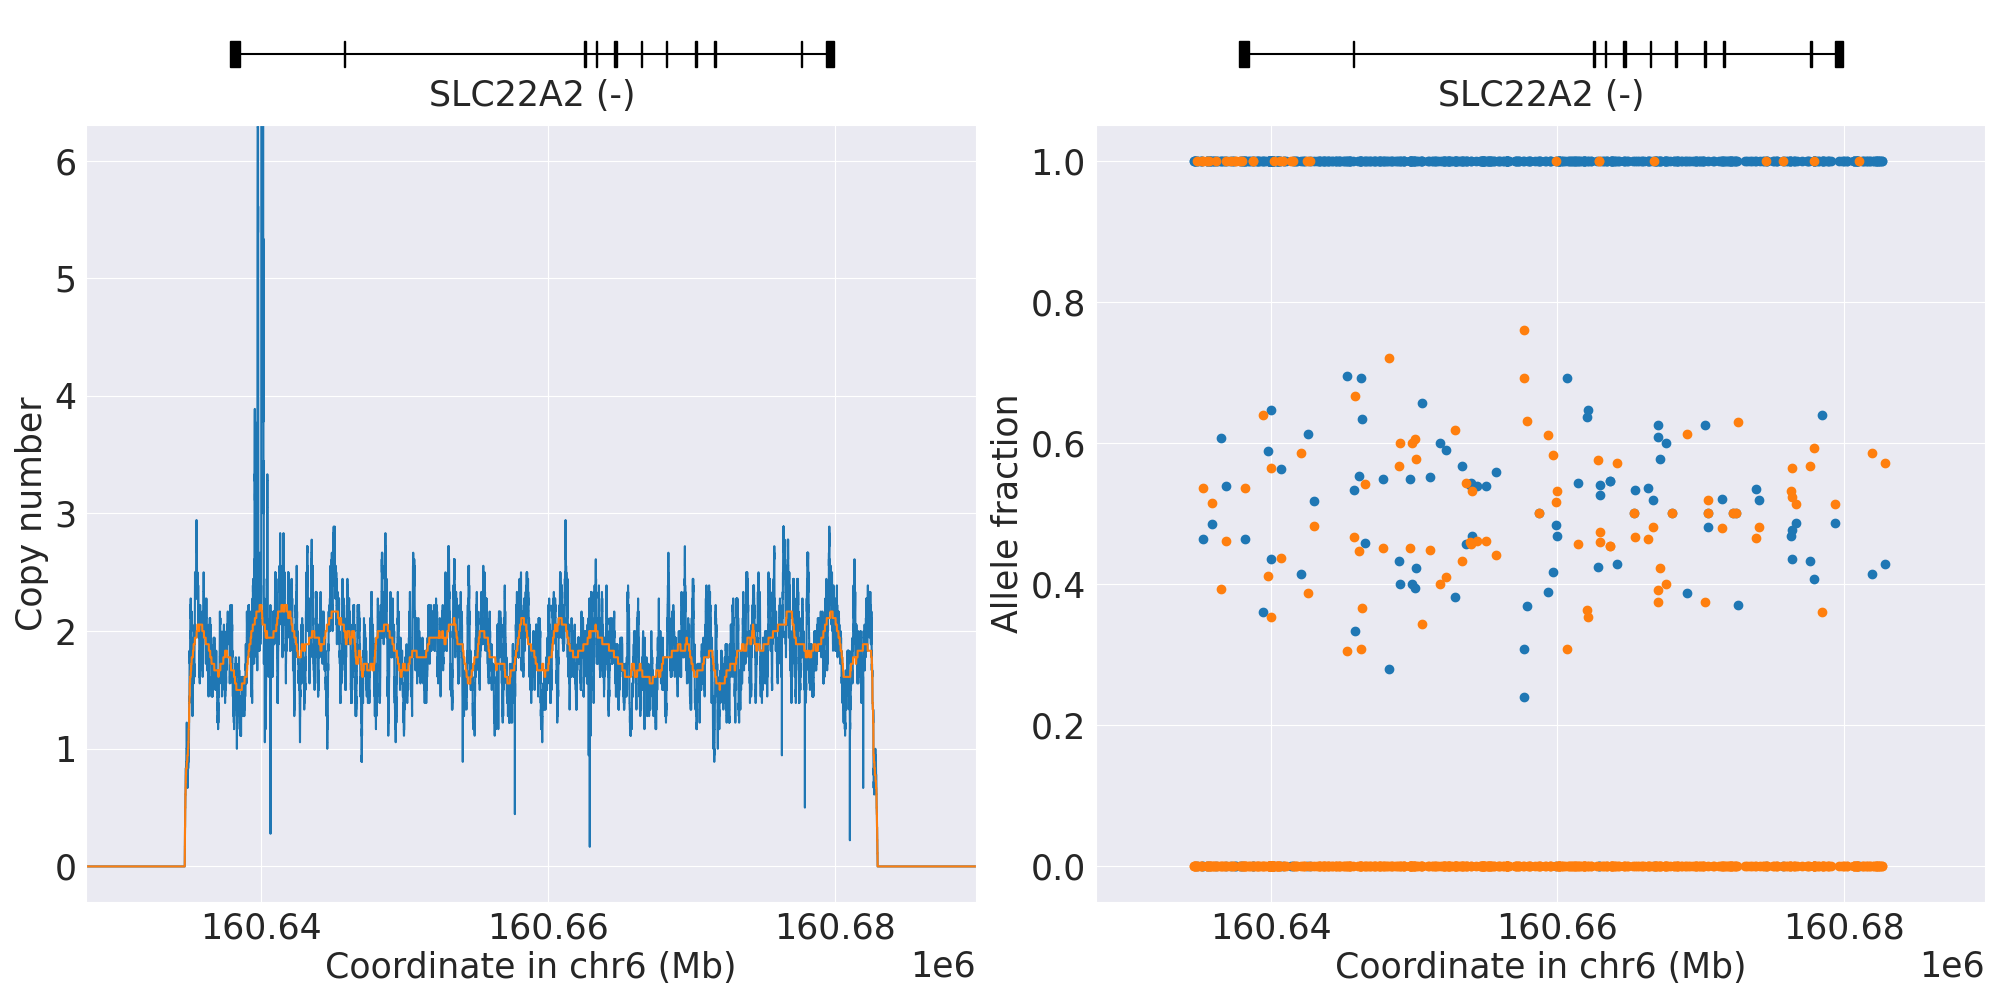 SLC22A2 (-)
6
5
4
3
2
1
0
Copy number
160.64
160.66
160.68
Coordinate in chr6 (Mb)
1e6
SLC22A2 (-)
1.0
0.8
0.6
0.4
0.2
0.0
Allele fraction
160.64
160.66
160.68
Coordinate in chr6 (Mb)
1e6